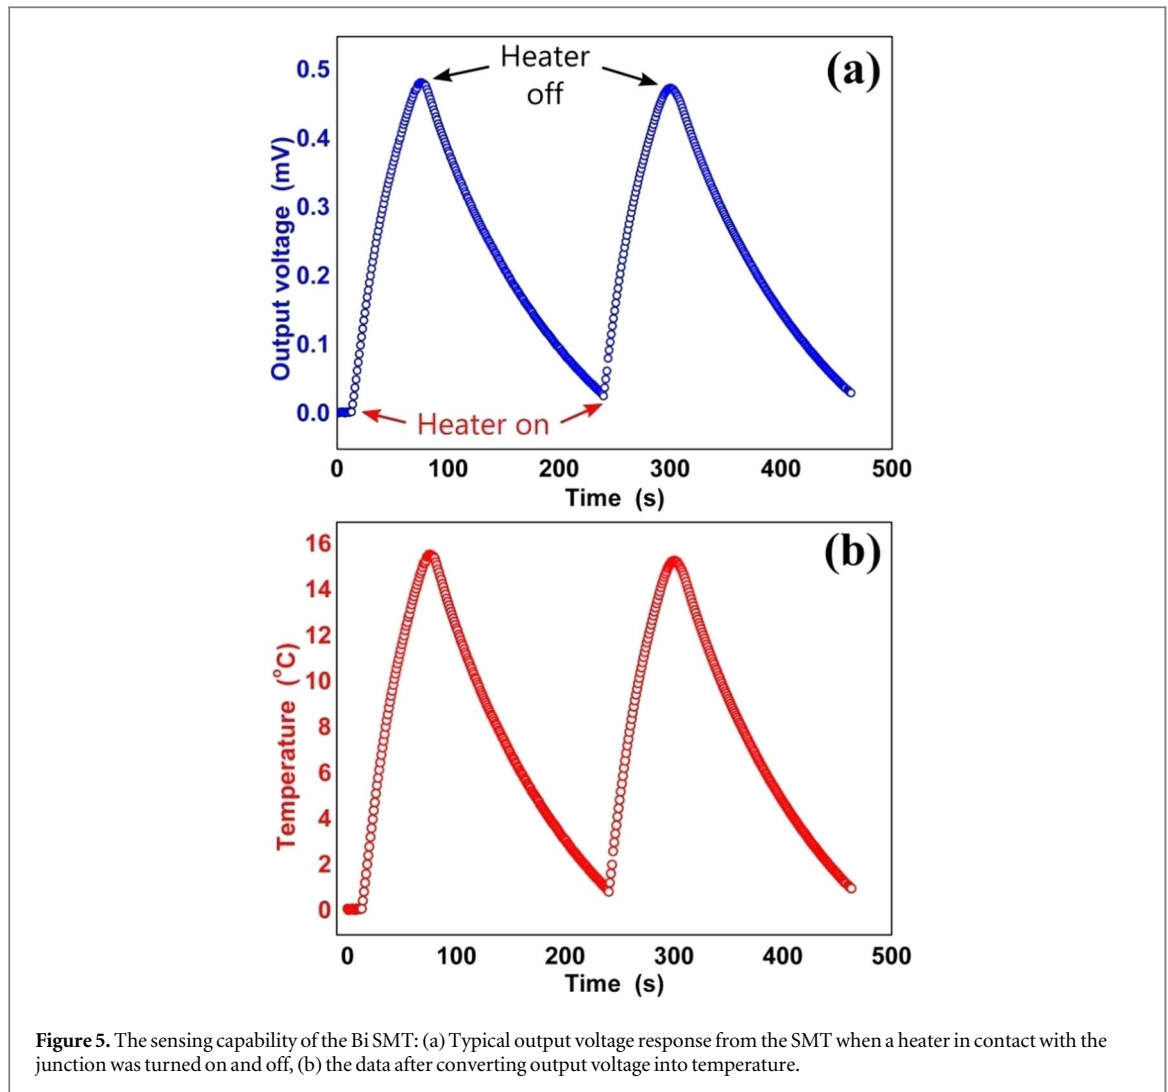 (a)
Heater
off
0.5
0.4
0.3
0.2
0.1
0.0
Output voltage (mV)
Heater on
0 100 200 300 400 500
Time (s)
(b)
16
14
12
10
8
6
4
2
0
Temperature (°C)
0 100 200 300 400 500
Time (s)
Figure 5. The sensing capability of the Bi SMT: (a) Typical output voltage response from the SMT when a heater in contact with the
junction was turned on and off, (b) the data after converting output voltage into temperature.